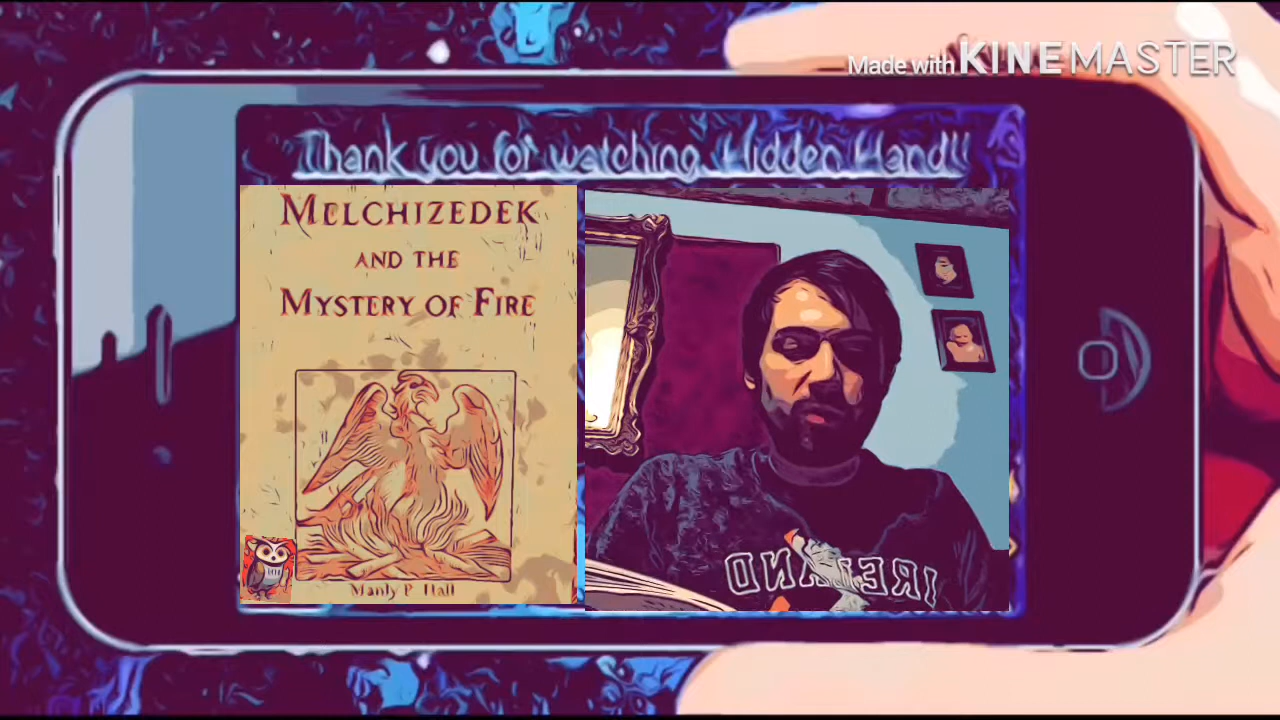 Made with KINEMASTER
Thank you for watching Hidden Hand!!
MELCHIZEDEK
AND THE
MYSTERY OF FIRE
Manly P. Hall
IRELAND